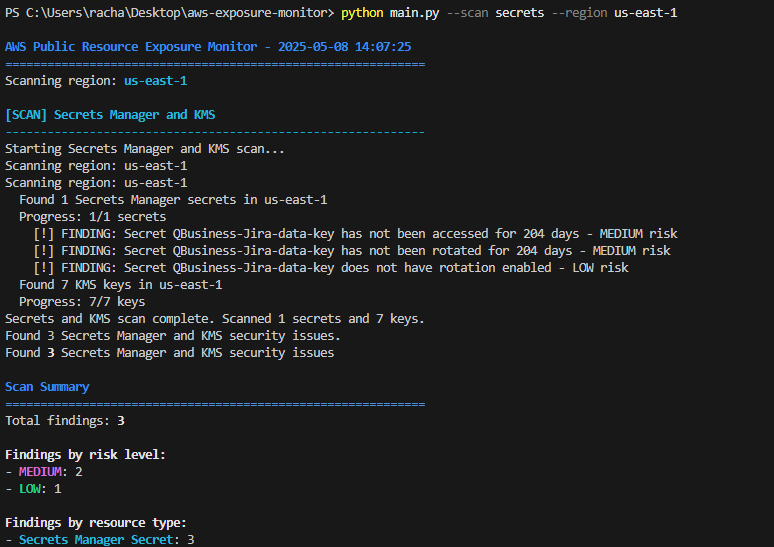 PS C:\Users\racha\Desktop\aws-exposure-monitor> python main.py --scan secrets --region us-east-1
AWS Public Resource Exposure Monitor - 2025-05-08 14:07:25
============================================================
Scanning region: us-east-1
[SCAN] Secrets Manager and KMS
------------------------------------------------------------
Starting Secrets Manager and KMS scan...
Scanning region: us-east-1
Scanning region: us-east-1
  Found 1 Secrets Manager secrets in us-east-1
  Progress: 1/1 secrets
    [!] FINDING: Secret QBusiness-Jira-data-key has not been accessed for 204 days - MEDIUM risk
    [!] FINDING: Secret QBusiness-Jira-data-key has not been rotated for 204 days - MEDIUM risk
    [!] FINDING: Secret QBusiness-Jira-data-key does not have rotation enabled - LOW risk
  Found 7 KMS keys in us-east-1
  Progress: 7/7 keys
Secrets and KMS scan complete. Scanned 1 secrets and 7 keys.
Found 3 Secrets Manager and KMS security issues.
Found 3 Secrets Manager and KMS security issues
Scan Summary
============================================================
Total findings: 3
Findings by risk level:
- MEDIUM: 2
- LOW: 1
Findings by resource type:
- Secrets Manager Secret: 3